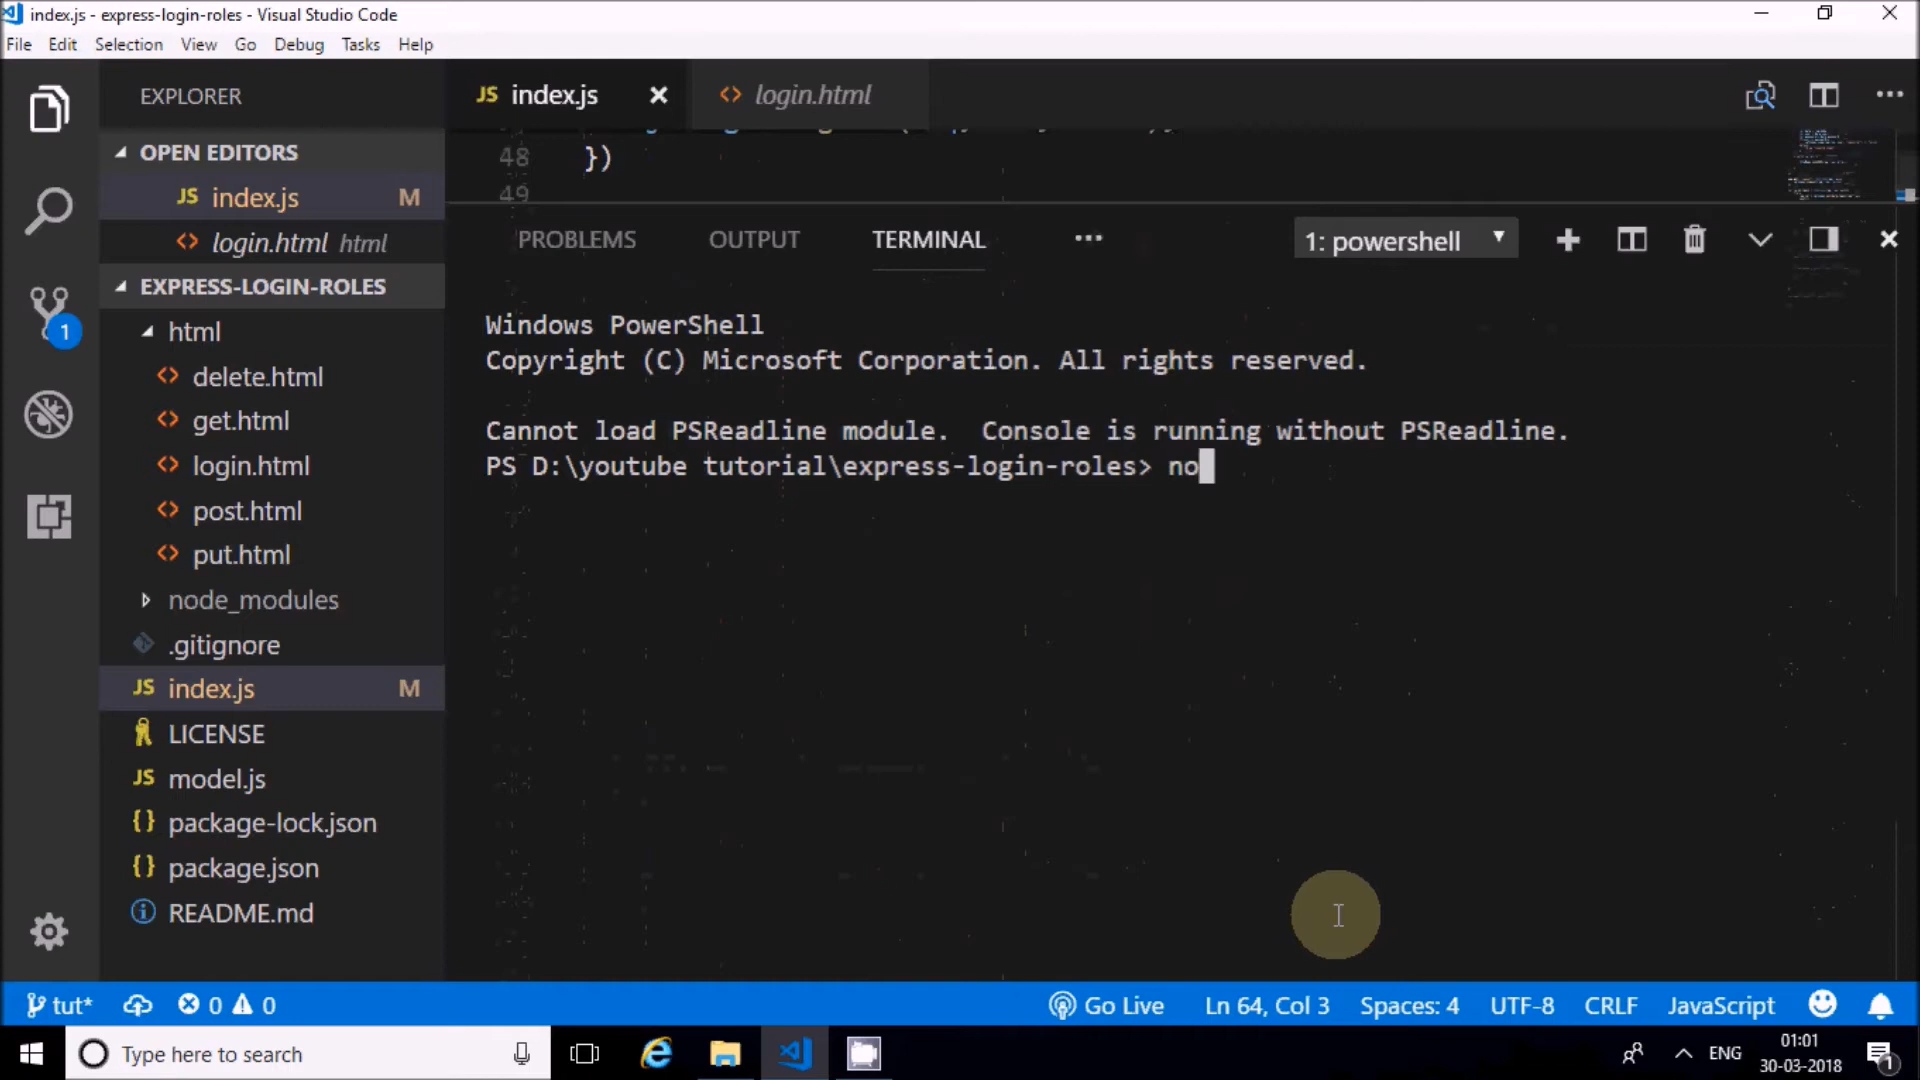 index.js - express-login-roles - Visual Studio Code
File Edit Selection View Go Debug Tasks Help
EXPLORER
JS index.js
<> login.html
OPEN EDITORS
JS index.js M
<> login.html html
EXPRESS-LOGIN-ROLES
html
<> delete.html
<> get.html
<> login.html
<> post.html
<> put.html
node_modules
.gitignore
JS index.js M
LICENSE
JS model.js
{} package-lock.json
{} package.json
README.md
1
48 })
49
PROBLEMS OUTPUT TERMINAL ••• 1: powershell
Windows PowerShell
Copyright (C) Microsoft Corporation. All rights reserved.
Cannot load PSReadline module.  Console is running without PSReadline.
PS D:\youtube tutorial\express-login-roles> no
tut* 0 0 Go Live Ln 64, Col 3 Spaces: 4 UTF-8 CRLF JavaScript
Type here to search
ENG
01:01
30-03-2018
1